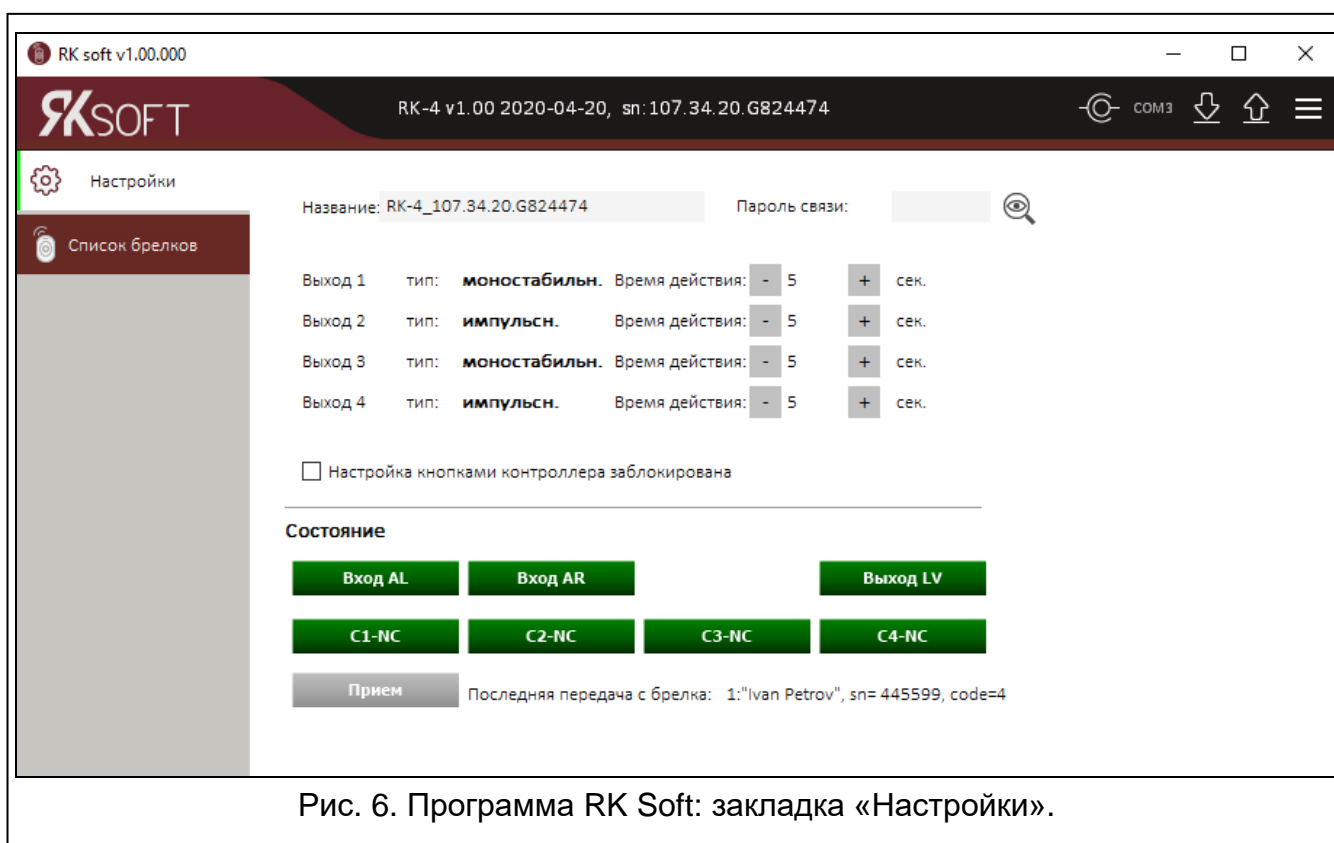 RK soft v1.00.000
RKSOFT RK-4 v1.00 2020-04-20, sn:107.34.20.G824474 COM3
Настройки
Список брелков
Название: RK-4_107.34.20.G824474 Пароль связи:
Выход 1 тип: моностабильн. Время действия: - 5 + сек.
Выход 2 тип: импульсн. Время действия: - 5 + сек.
Выход 3 тип: моностабильн. Время действия: - 5 + сек.
Выход 4 тип: импульсн. Время действия: - 5 + сек.
Настройка кнопками контроллера заблокирована
Состояние
Вход AL Вход AR Выход LV
C1-NC C2-NC C3-NC C4-NC
Прием Последняя передача с брелка: 1:"Ivan Petrov", sn= 445599, code=4
Рис. 6. Программа RK Soft: закладка «Настройки».